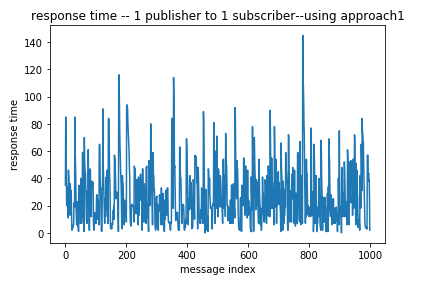 response time -- 1 publisher to 1 subscriber--using approach1
140
120
100
80
60
40
20
0
response time
0 200 400 600 800 1000
message index